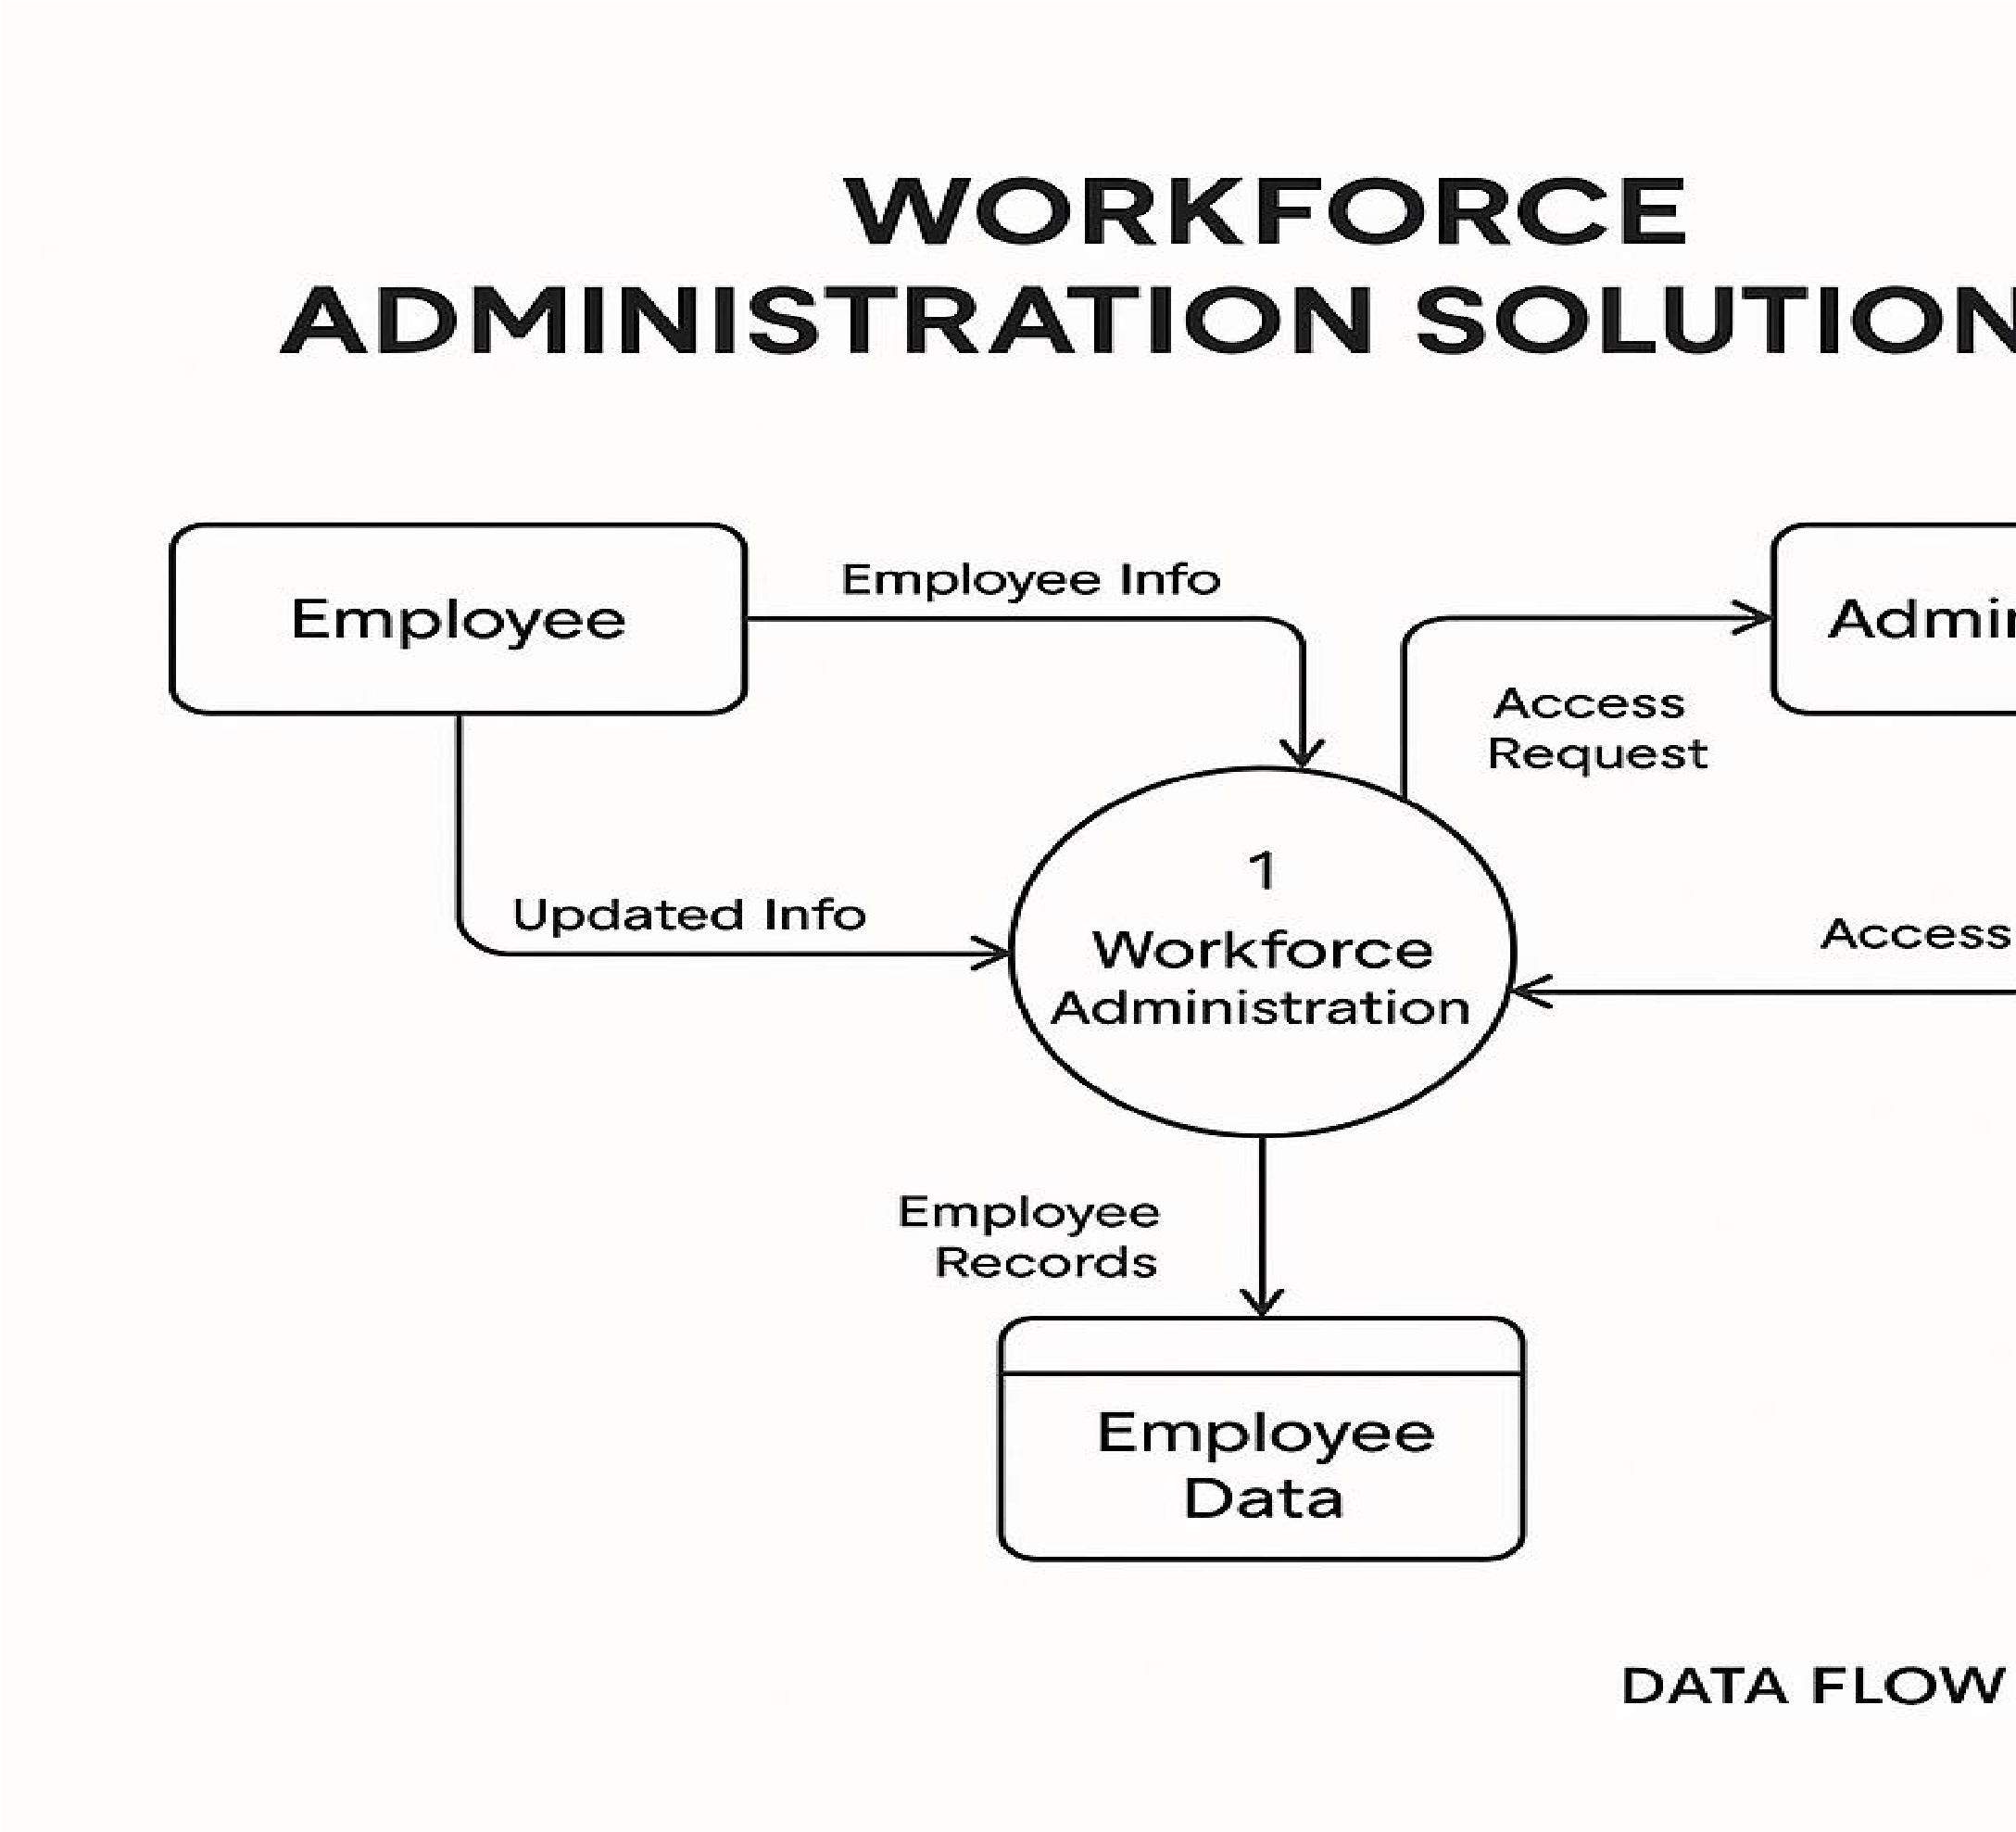 WORKFORCE
ADMINISTRATION SOLUTION
Employee
Employee Info
Access
Request
Updated Info
1
Workforce
Administration
Access
Employee
Records
Employee
Data
DATA FLOW